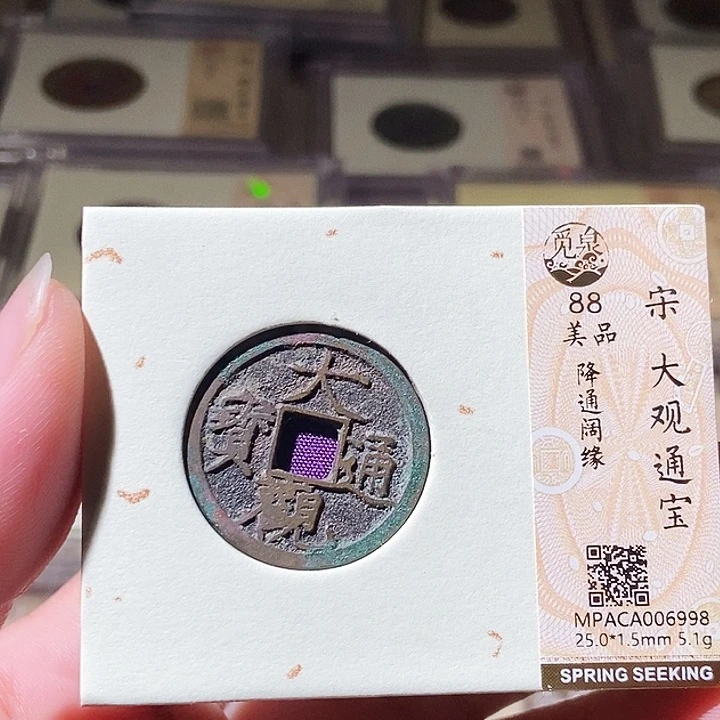 觅泉
88
美品
降通阔缘
宋 大观通宝
大觀通寶
MPACA006998
25.0*1.5mm 5.1g
SPRING SEEKING